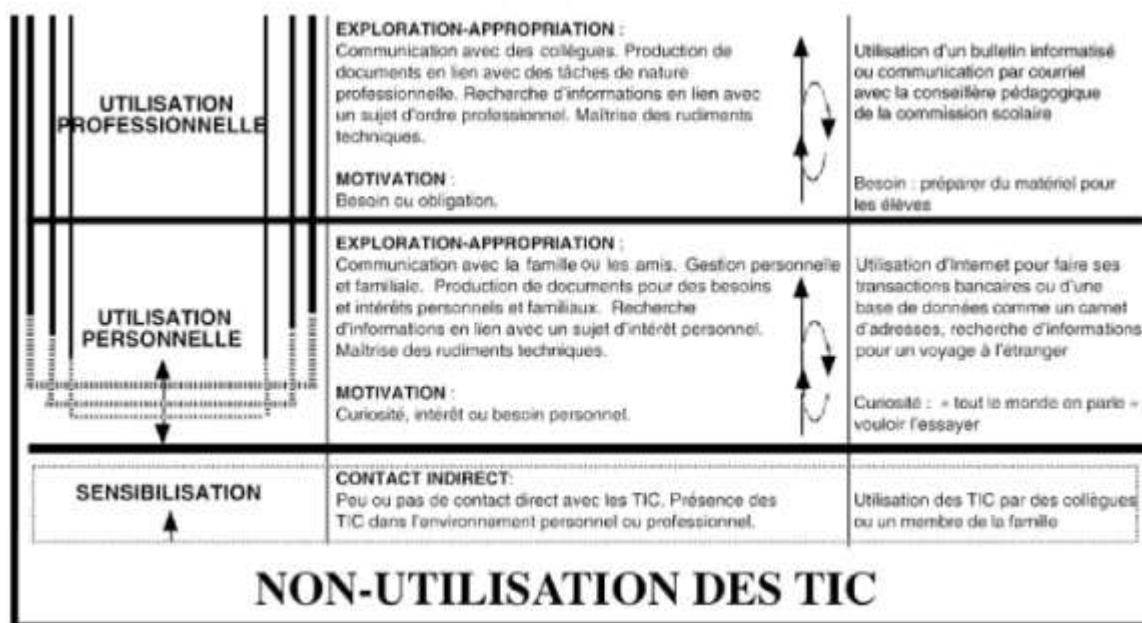 UTILISATION
PROFESSIONNELLE
EXPLORATION-APPROPRIATION :
Communication avec des collègues. Production de
documents en lien avec des tâches de nature
professionnelle. Recherche d'informations en lien avec
un sujet d'ordre professionnel. Maîtrise des rudiments
techniques.
MOTIVATION :
Besoin ou obligation.
Utilisation d'un bulletin informatisé
ou communication par courriel
avec la conseillère pédagogique
de la commission scolaire
Besoin : préparer du matériel pour
les élèves
UTILISATION
PERSONNELLE
EXPLORATION-APPROPRIATION :
Communication avec la famille ou les amis. Gestion personnelle
et familiale. Production de documents pour des besoins
et intérêts personnels et familiaux. Recherche
d'informations en lien avec un sujet d'intérêt personnel.
Maîtrise des rudiments techniques.
MOTIVATION :
Curiosité, intérêt ou besoin personnel.
Utilisation d'Internet pour faire ses
transactions bancaires ou d'une
base de données comme un carnet
d'adresses, recherche d'informations
pour un voyage à l'étranger
Curiosité : « tout le monde en parle »
vouloir l'essayer
SENSIBILISATION
CONTACT INDIRECT:
Peu ou pas de contact direct avec les TIC. Présence des
TIC dans l'environnement personnel ou professionnel.
Utilisation des TIC par des collègues
ou un membre de la famille
NON-UTILISATION DES TIC